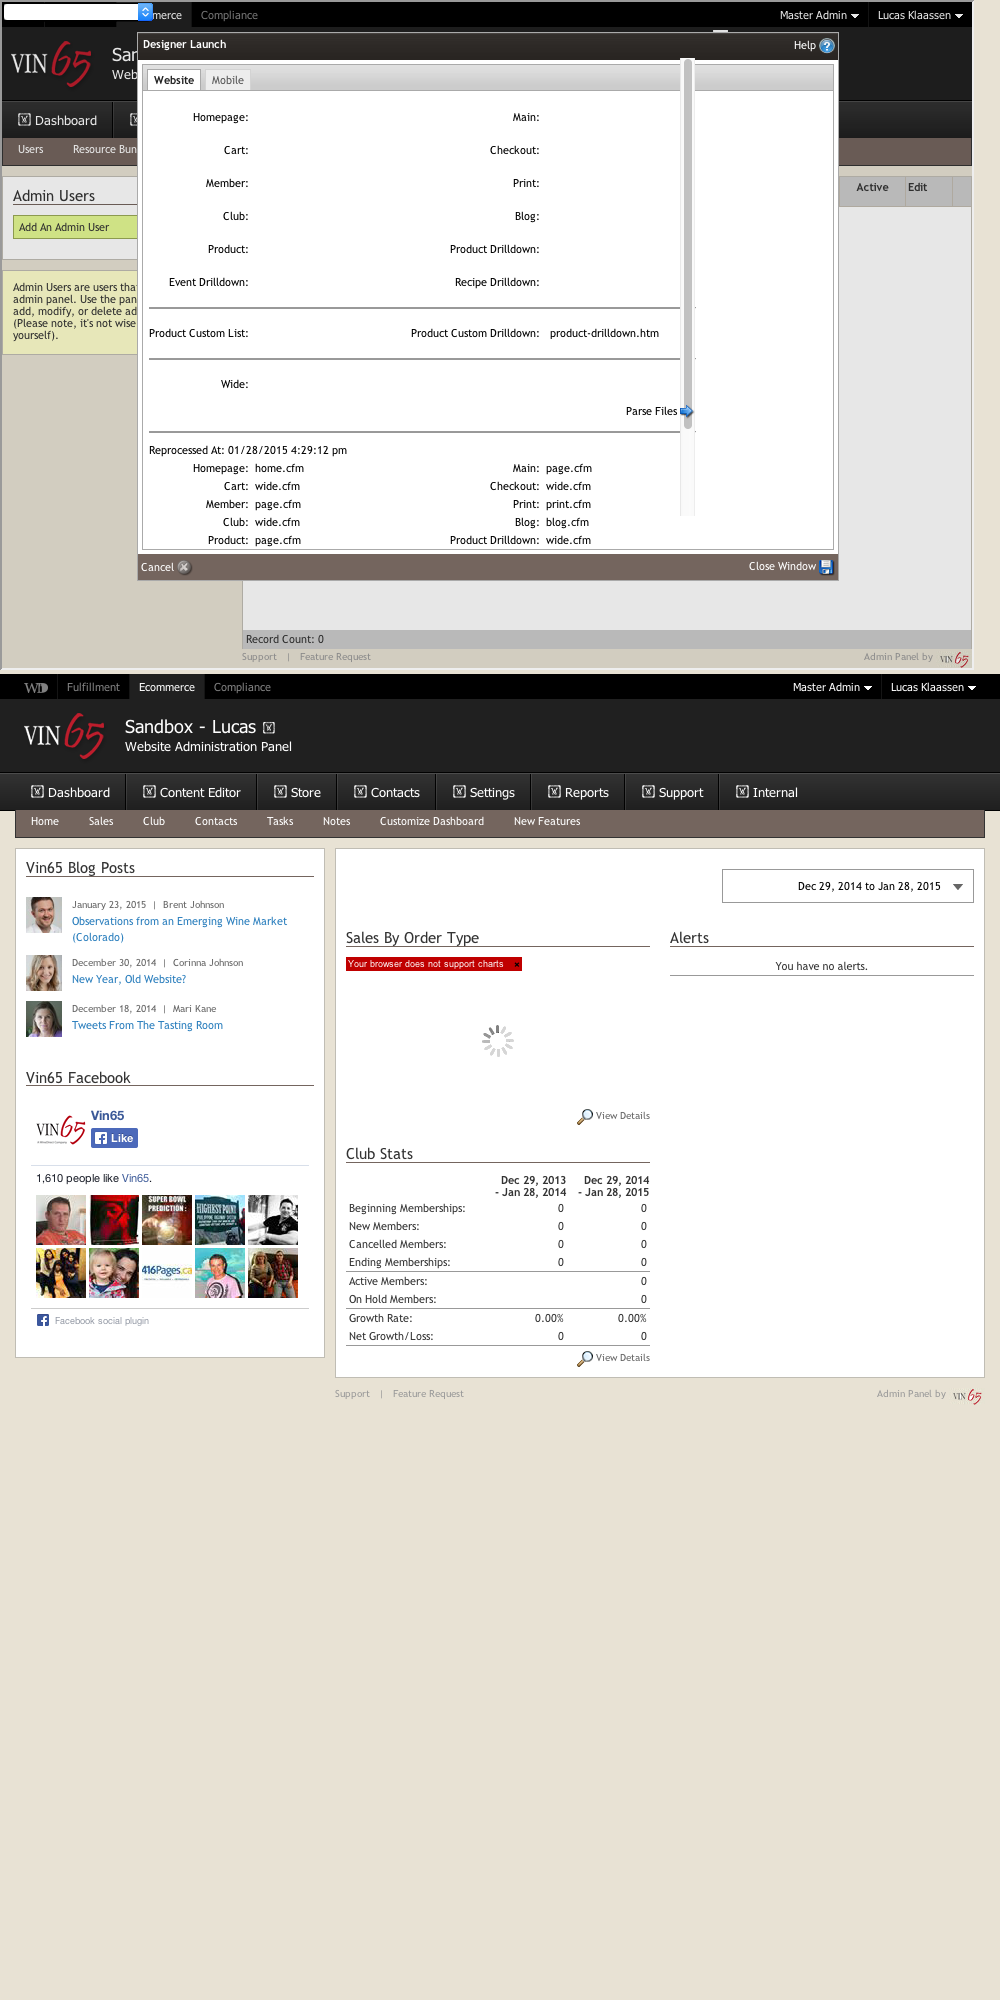 merce Compliance Master Admin Lucas Klaassen
Designer Launch Help ?
VIN 65 San
Web
Website Mobile
Dashboard
Users Resource Bun
Homepage: Main:
Cart: Checkout:
Member: Print:
Club: Blog:
Product: Product Drilldown:
Event Drilldown: Recipe Drilldown:
Product Custom List: Product Custom Drilldown: product-drilldown.htm
Wide:
Parse Files
Reprocessed At: 01/28/2015 4:29:12 pm
Homepage: home.cfm Main: page.cfm
Cart: wide.cfm Checkout: wide.cfm
Member: page.cfm Print: print.cfm
Club: wide.cfm Blog: blog.cfm
Product: page.cfm Product Drilldown: wide.cfm
Cancel Close Window
Admin Users
Add An Admin User
Admin Users are users tha
admin panel. Use the pan
add, modify, or delete ad
(Please note, it's not wise
yourself).
Active Edit
Record Count: 0
Support | Feature Request Admin Panel by VIN 65
WD Fulfillment Ecommerce Compliance Master Admin Lucas Klaassen
VIN 65 Sandbox - Lucas
Website Administration Panel
Dashboard Content Editor Store Contacts Settings Reports Support Internal
Home Sales Club Contacts Tasks Notes Customize Dashboard New Features
Vin65 Blog Posts
January 23, 2015 | Brent Johnson
Observations from an Emerging Wine Market
(Colorado)
December 30, 2014 | Corinna Johnson
New Year, Old Website?
December 18, 2014 | Mari Kane
Tweets From The Tasting Room
Vin65 Facebook
VIN 65 Vin65
Like
1,610 people like Vin65.
SUPER BOWL
PREDICTION:
HIGHEST POINT
416Pages.ca
Facebook social plugin
Dec 29, 2014 to Jan 28, 2015
Sales By Order Type
Your browser does not support charts
View Details
Alerts
You have no alerts.
Club Stats
Dec 29, 2013 Dec 29, 2014
- Jan 28, 2014 - Jan 28, 2015
Beginning Memberships: 0 0
New Members: 0 0
Cancelled Members: 0 0
Ending Memberships: 0 0
Active Members: 0
On Hold Members: 0
Growth Rate: 0.00% 0.00%
Net Growth/Loss: 0 0
View Details
Support | Feature Request Admin Panel by VIN 65